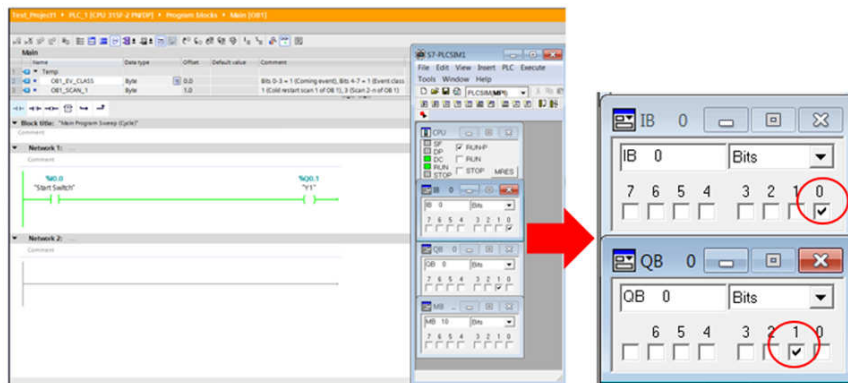 Test_Project1 ▸ PLC_1 [CPU 315F-2 PN/DP] ▸ Program blocks ▸ Main [OB1]
Main
Name Data type Offset Default value Comment
1 Temp
2 OB1_EV_CLASS Byte 0.0 Bits 0-3 = 1 (Coming event), Bits 4-7 = 1 (Event class
3 OB1_SCAN_1 Byte 1.0 1 (Cold restart scan 1 of OB 1), 3 (Scan 2-n of OB 1)
Block title: "Main Program Sweep (Cycle)"
Comment
Network 1: ...
Comment
%I0.0 %Q0.1
"Start Switch" "Y1"
Network 2: ...
Comment
S7-PLCSIM1
File Edit View Insert PLC Execute
Tools Window Help
PLCSIM(MPI)
CPU
SF
DP
DC
RUN
STOP
RUN-P
RUN
STOP MRES
IB 0
IB 0 Bits
7 6 5 4 3 2 1 0
QB 0
QB 0 Bits
7 6 5 4 3 2 1 0
MB ...
MB 10 Bits
7 6 5 4 3 2 1 0
IB 0
IB 0 Bits
7 6 5 4 3 2 1 0
QB 0
QB 0 Bits
6 5 4 3 2 1 0